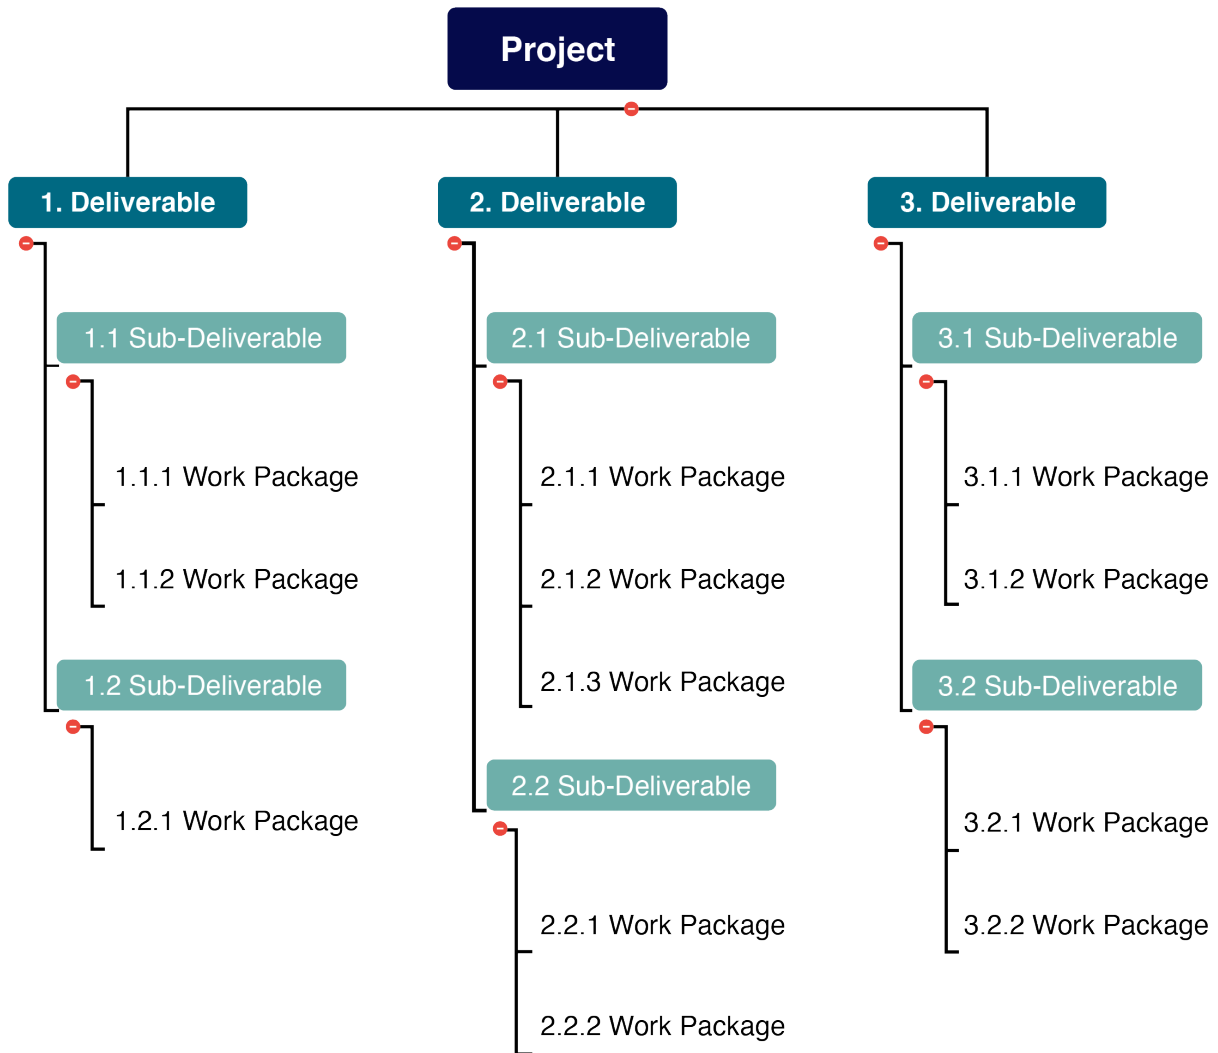 Project
1. Deliverable
1.1 Sub-Deliverable
1.1.1 Work Package
1.1.2 Work Package
1.2 Sub-Deliverable
1.2.1 Work Package
2. Deliverable
2.1 Sub-Deliverable
2.1.1 Work Package
2.1.2 Work Package
2.1.3 Work Package
2.2 Sub-Deliverable
2.2.1 Work Package
2.2.2 Work Package
3. Deliverable
3.1 Sub-Deliverable
3.1.1 Work Package
3.1.2 Work Package
3.2 Sub-Deliverable
3.2.1 Work Package
3.2.2 Work Package